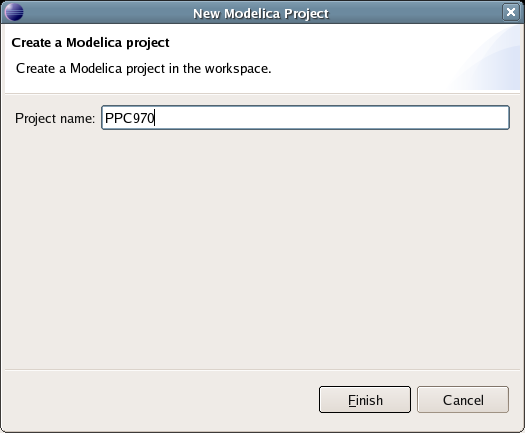 New Modelica Project
Create a Modelica project
Create a Modelica project in the workspace.
Project name: PPC970
Finish Cancel